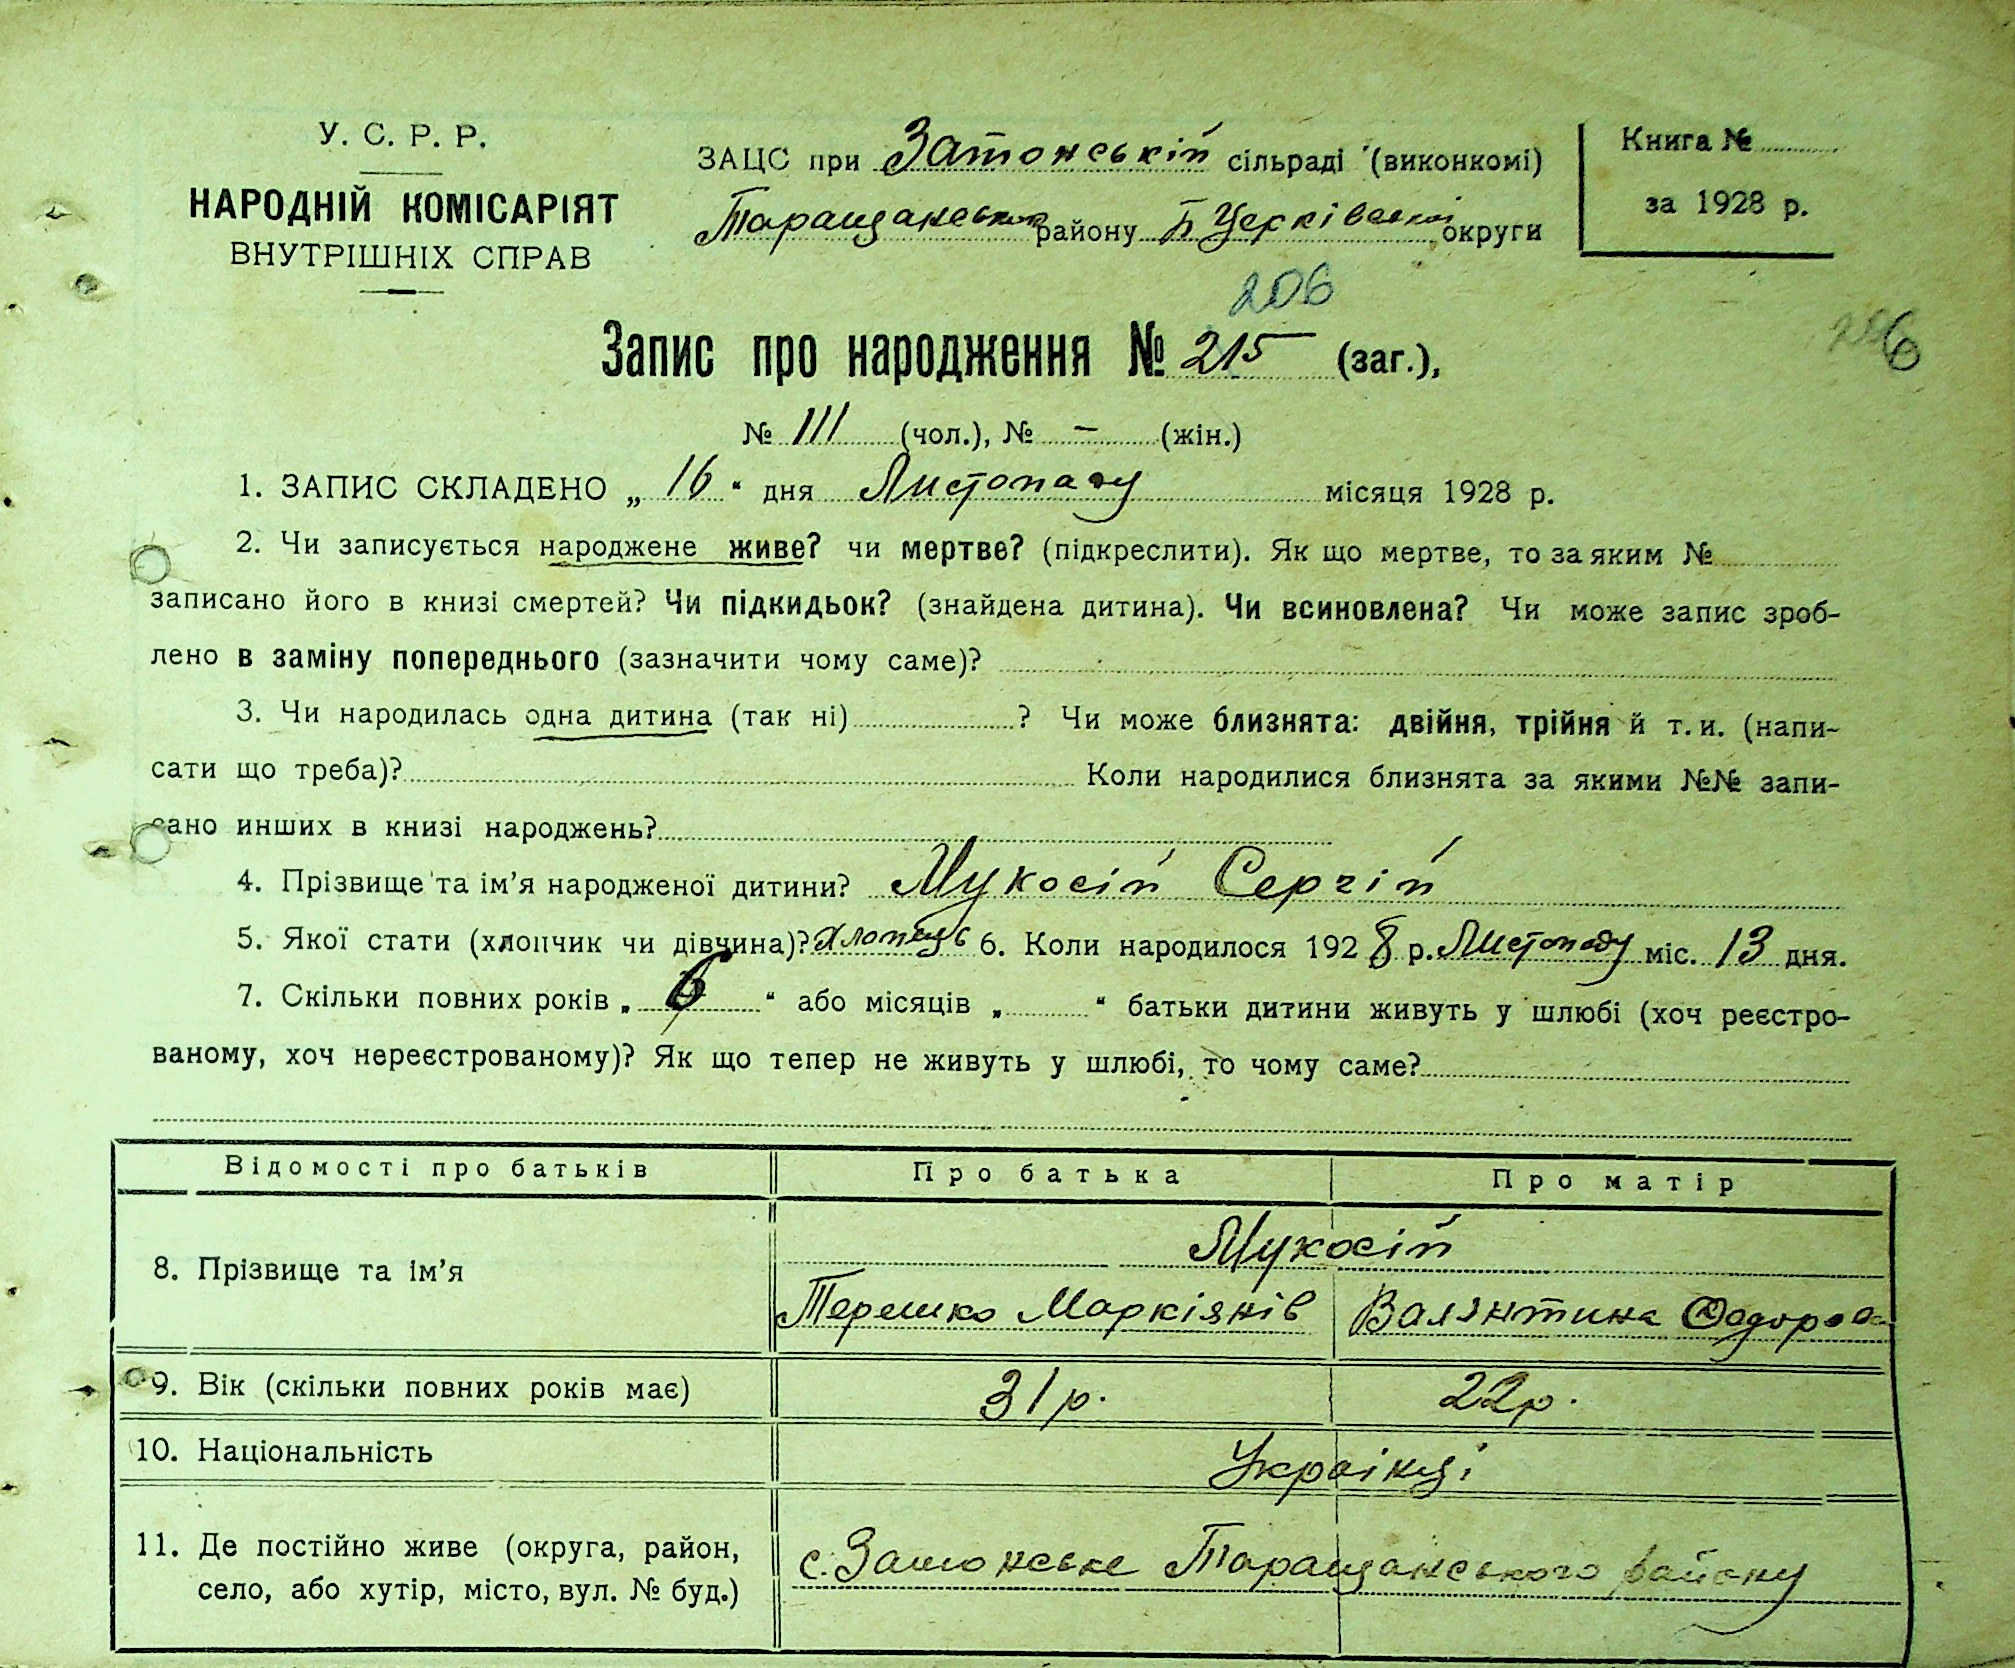 У. С. Р. Р.
НАРОДНІЙ КОМІСАРІЯТ
ВНУТРІШНІХ СПРАВ
ЗАЦС при Затонській сільраді (виконкомі)
Таращанського району Б Церківської округи
Книга №
за 1928 р.
206
Запис про народження № 215 (заг.),
№ 111 (чол.), № — (жін.)
1. ЗАПИС СКЛАДЕНО „ 16 “ дня Листопаду місяця 1928 р.
2. Чи записується народжене живе? чи мертве? (підкреслити). Як що мертве, то за яким №
записано його в книзі смертей? Чи підкидьок? (знайдена дитина). Чи всиновлена? Чи може запис зроб-
лено в заміну попереднього (зазначити чому саме)?
3. Чи народилась одна дитина (так ні) ? Чи може близнята: двійня, трійня й т. и. (напи-
сати що треба)? Коли народилися близнята за якими №№ запи-
сано инших в книзі народжень?
4. Прізвище та ім’я народженої дитини? Мукосій Сергій
5. Якої стати (хлопчик чи дівчина)? Хлопець 6. Коли народилося 1928 р. Листопаду міс. 13 дня.
7. Скільки повних років „ 6 “ або місяців „ “ батьки дитини живуть у шлюбі (хоч реєстро-
ваному, хоч нереєстрованому)? Як що тепер не живуть у шлюбі, то чому саме?
Відомості про батьків Про батька Про матір
8. Прізвище та ім’я Мукосій
Терешко Маркіянів Валэнтина Фодоров
9. Вік (скільки повних років має) 31 р. 22 р.
10. Національність Українці
11. Де постійно живе (округа, район,
село, або хутір, місто, вул. № буд.)
с. Затонське Таращанського району